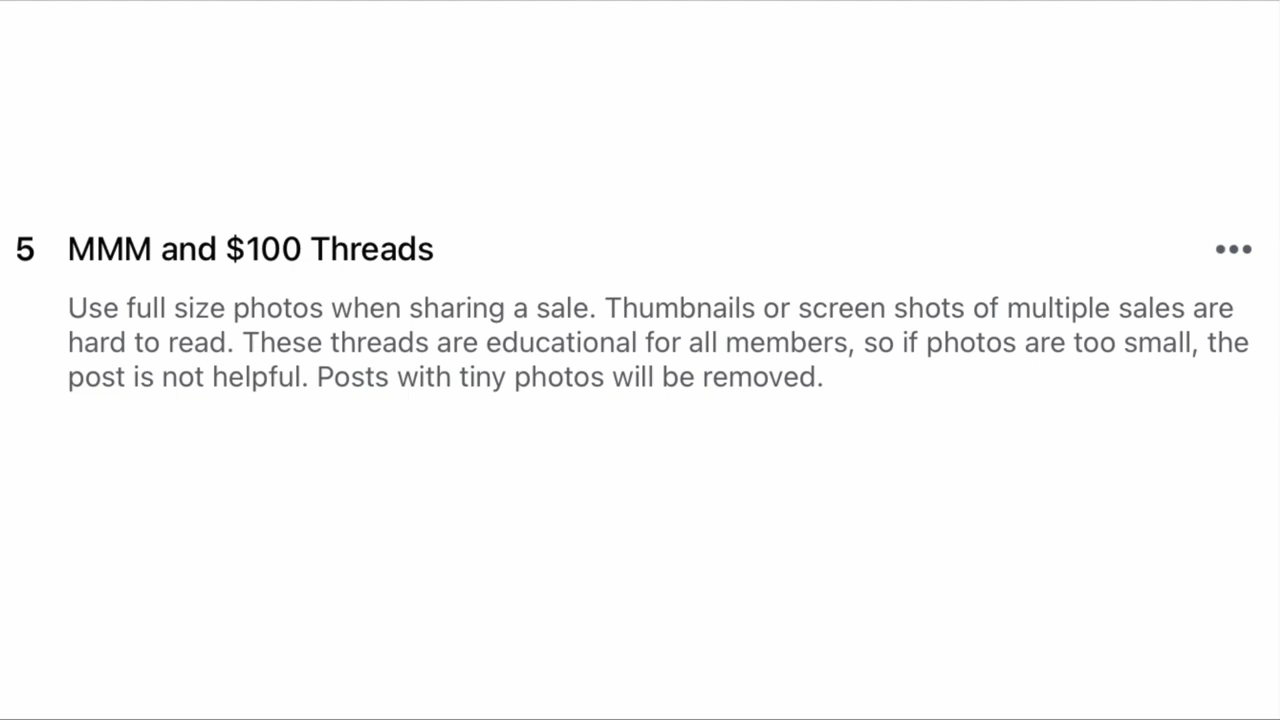 5 MMM and $100 Threads
Use full size photos when sharing a sale. Thumbnails or screen shots of multiple sales are
hard to read. These threads are educational for all members, so if photos are too small, the
post is not helpful. Posts with tiny photos will be removed.